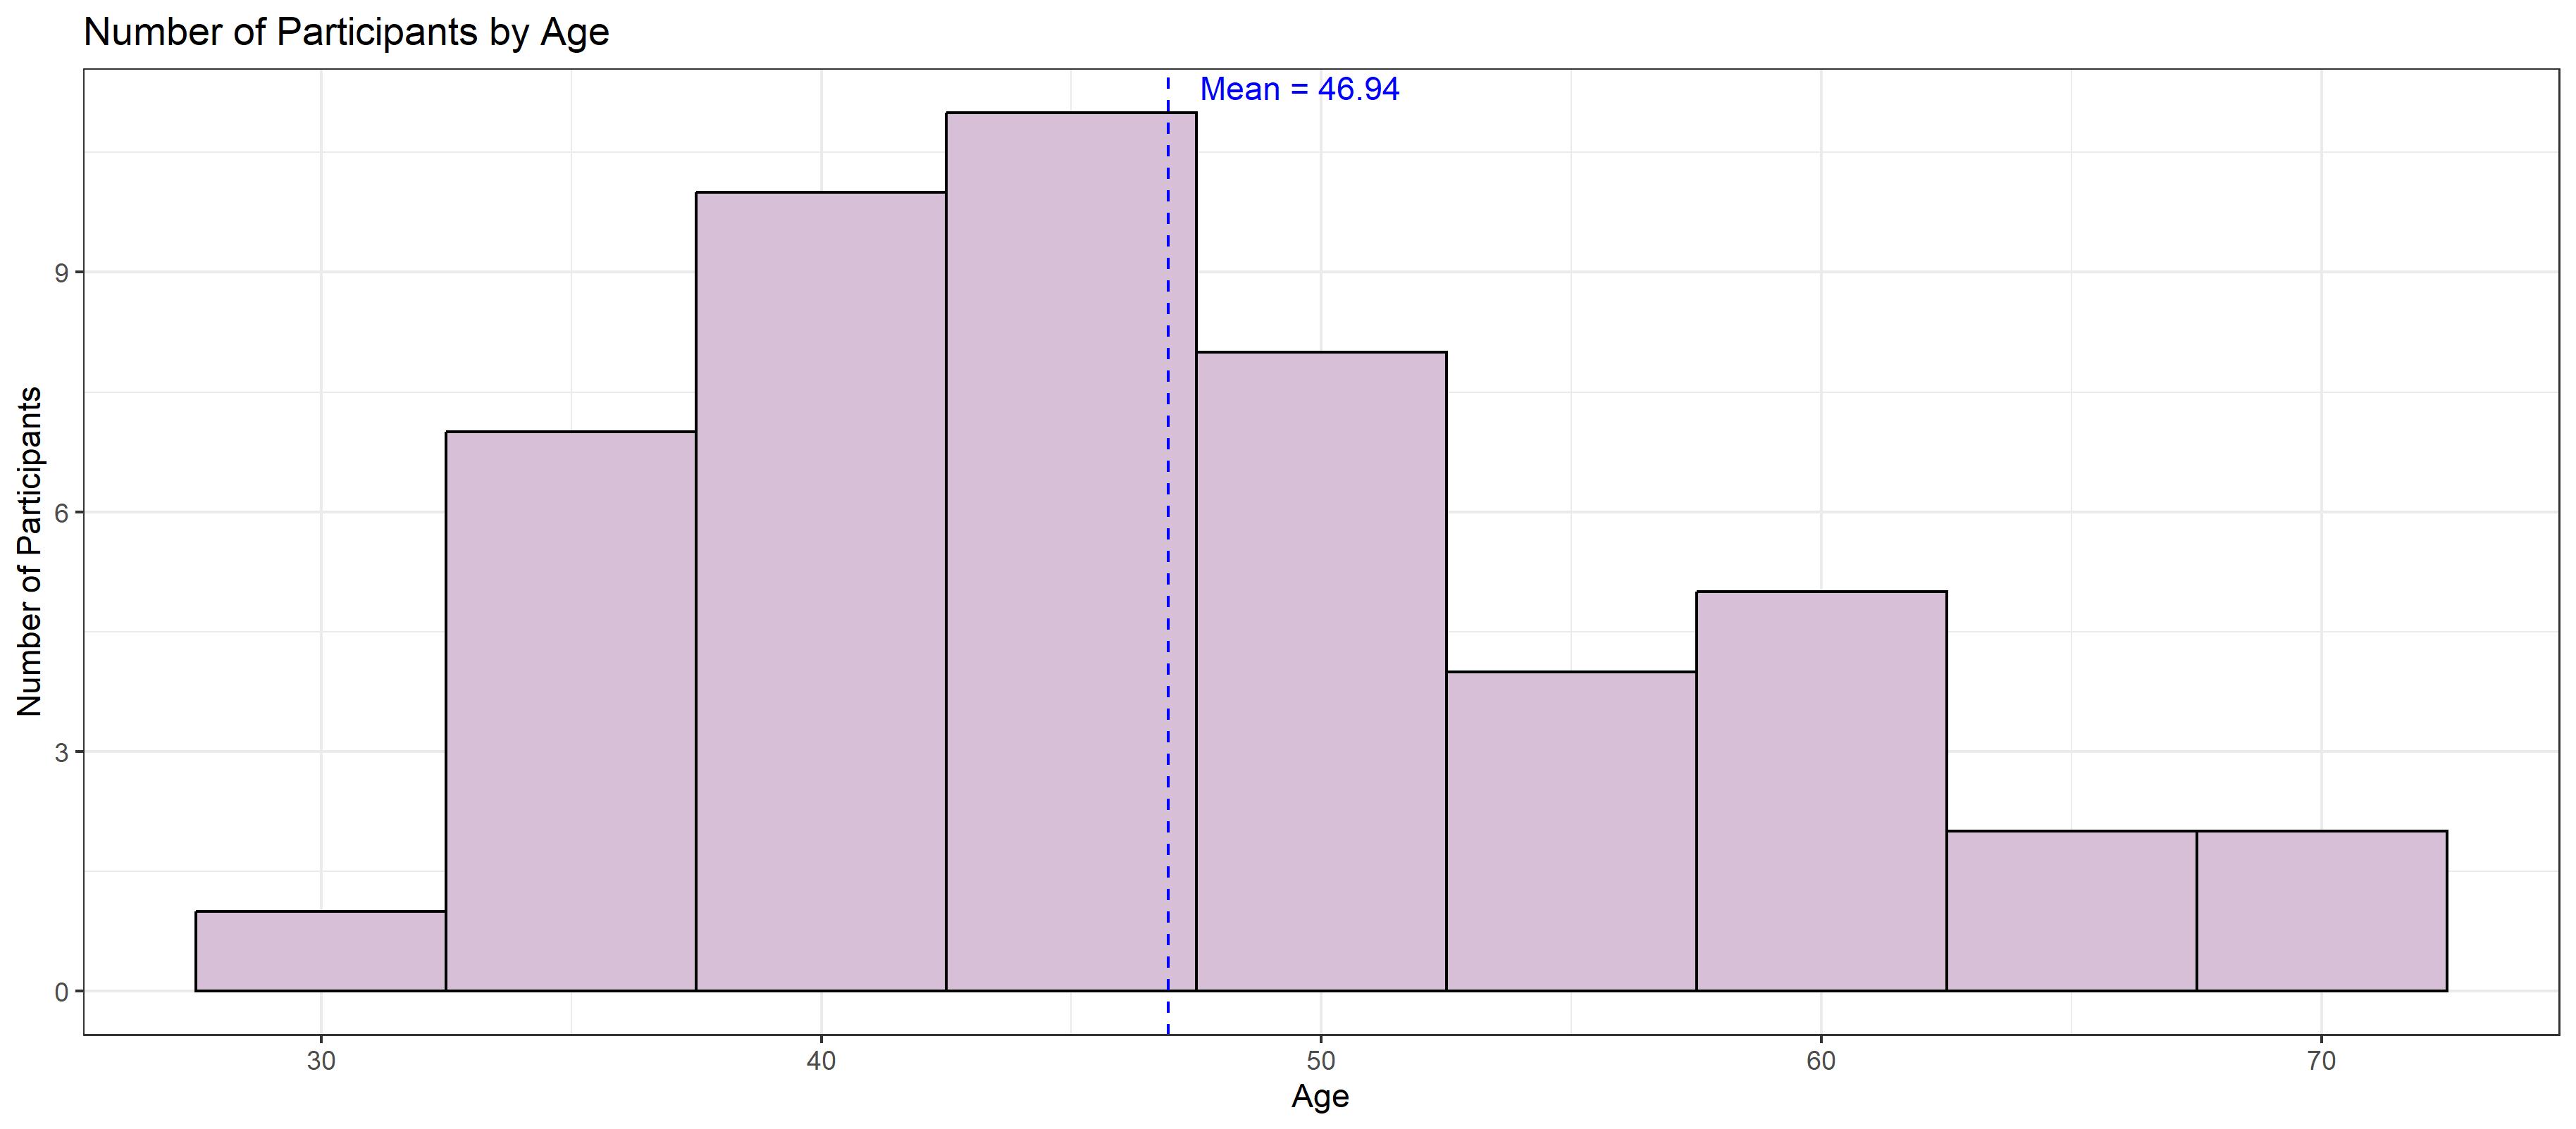 Number of Participants by Age
Mean = 46.94
Number of Participants
9
6
3
0
30 40 50 60 70
Age